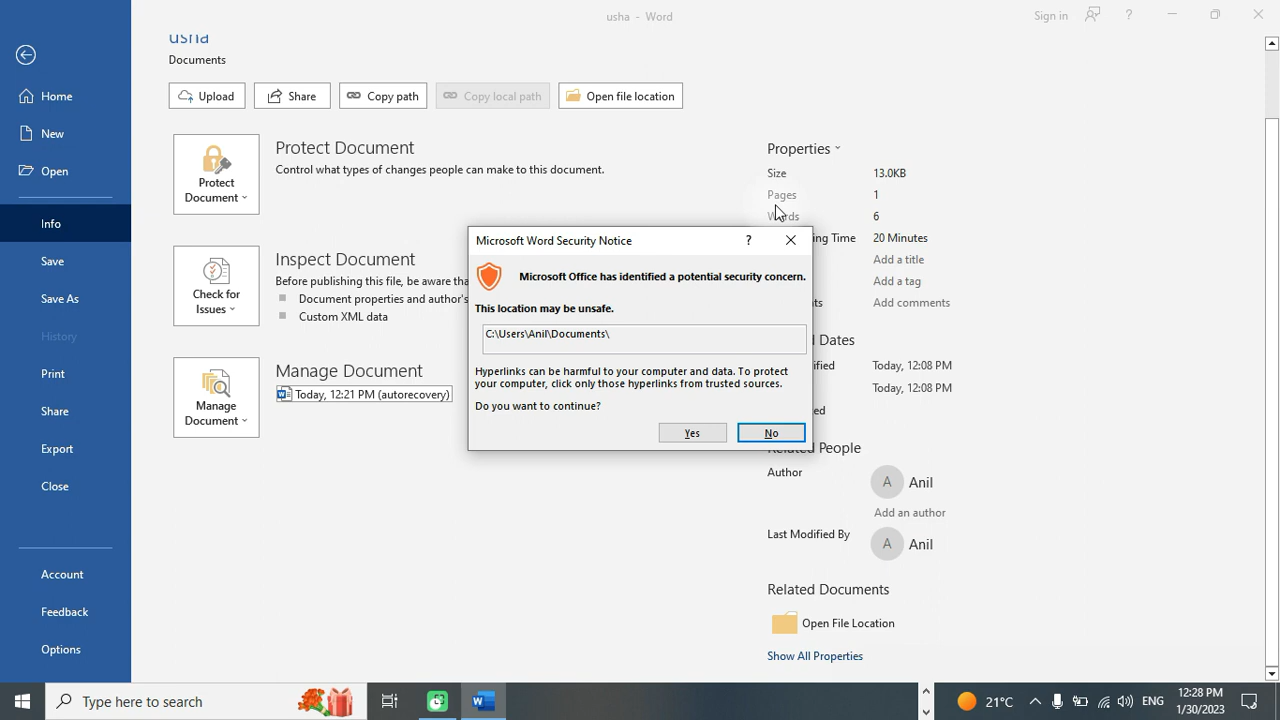 usha - Word
Sign in
?
usha
Documents
Home
New
Open
Info
Save
Save As
History
Print
Share
Export
Close
Account
Feedback
Options
Upload
Share
Copy path
Copy local path
Open file location
Protect Document
Protect Document
Control what types of changes people can make to this document.
Check for Issues
Inspect Document
Before publishing this file, be aware tha
Document properties and author's
Custom XML data
Manage Document
Manage Document
Today, 12:21 PM (autorecovery)
Properties
Size 13.0KB
Pages 1
Words 6
ing Time 20 Minutes
Add a title
Add a tag
ts Add comments
d Dates
ified Today, 12:08 PM
Today, 12:08 PM
ed
Related People
Author
A Anil
Add an author
Last Modified By
A Anil
Related Documents
Open File Location
Show All Properties
Microsoft Word Security Notice ?
Microsoft Office has identified a potential security concern.
This location may be unsafe.
C:\Users\Anil\Documents\
Hyperlinks can be harmful to your computer and data. To protect
your computer, click only those hyperlinks from trusted sources.
Do you want to continue?
Yes No
Type here to search
21°C
ENG
12:28 PM
1/30/2023